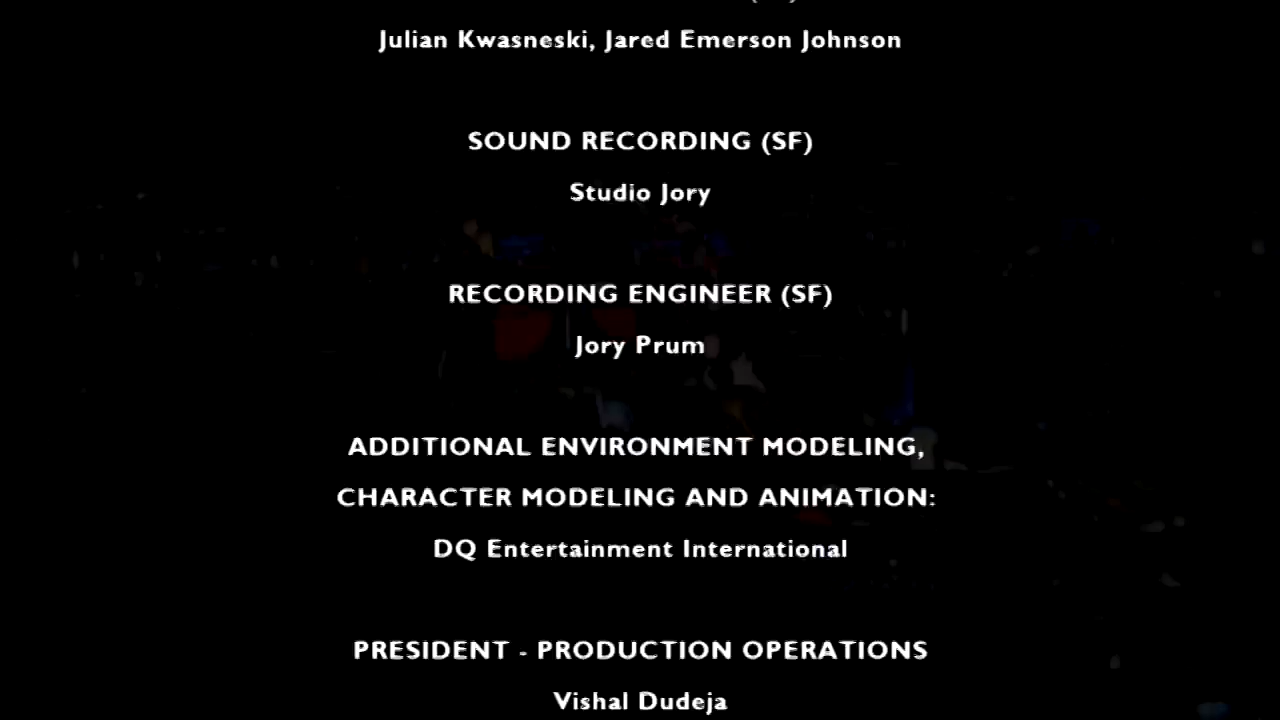 Julian Kwasneski, Jared Emerson Johnson
SOUND RECORDING (SF)
Studio Jory
RECORDING ENGINEER (SF)
Jory Prum
ADDITIONAL ENVIRONMENT MODELING,
CHARACTER MODELING AND ANIMATION:
DQ Entertainment International
PRESIDENT - PRODUCTION OPERATIONS
Vishal Dudeja